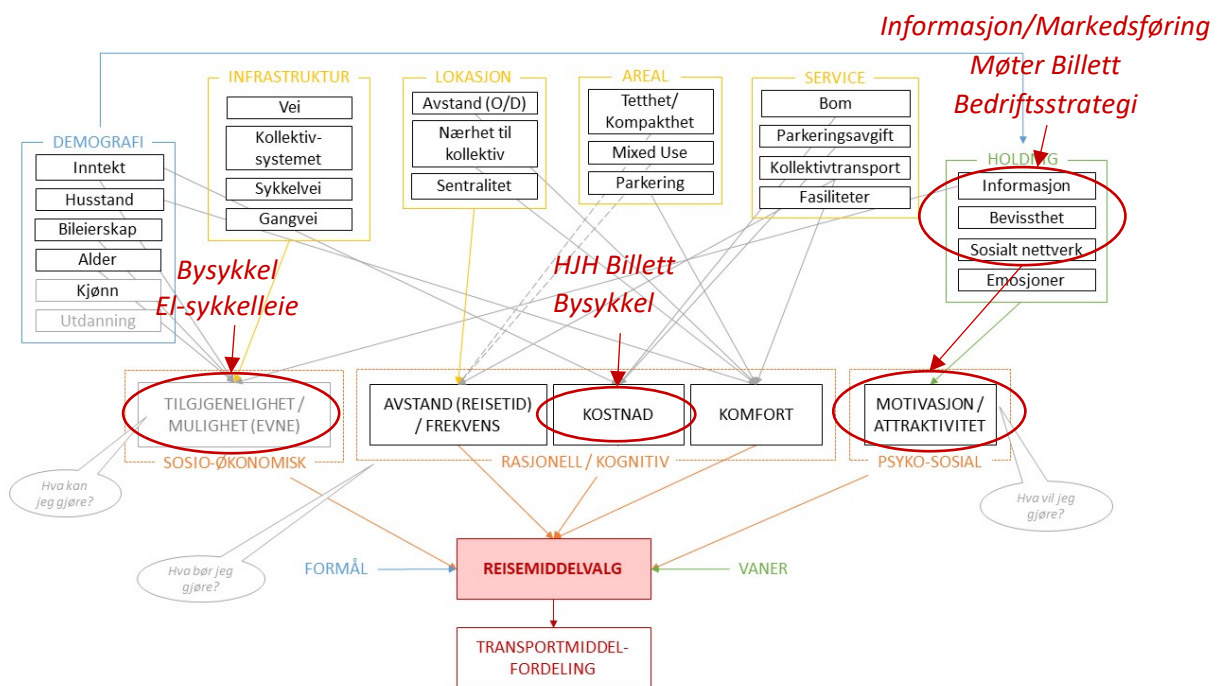 Informasjon/Markedsføring
Møter Billett
Bedriftsstrategi
INFRASTRUKTUR
Vei
Kollektiv-
systemet
Sykkelvei
Gangvei
LOKASJON
Avstand (O/D)
Nærhet til
kollektiv
Sentralitet
AREAL
Tetthet/
Kompakthet
Mixed Use
Parkering
SERVICE
Bom
Parkeringsavgift
Kollektivtransport
Fasiliteter
DEMOGRAFI
Inntekt
Husstand
Bileierskap
Alder
Kjønn
Utdanning
HOLDNING
Informasjon
Bevissthet
Sosialt nettverk
Emosjoner
Bysykkel
El-sykkelleie
HJH Billett
Bysykkel
TILGJGENELIGHET /
MULIGHET (EVNE)
SOSIO-ØKONOMISK
AVSTAND (REISETID)
/ FREKVENS
KOSTNAD
KOMFORT
RASJONELL / KOGNITIV
MOTIVASJON /
ATTRAKTIVITET
PSYKO-SOSIAL
Hva kan
jeg gjøre?
Hva bør jeg
gjøre?
Hva vil jeg
gjøre?
FORMÅL
REISEMIDDELVALG
VANER
TRANSPORTMIDDEL-
FORDELING